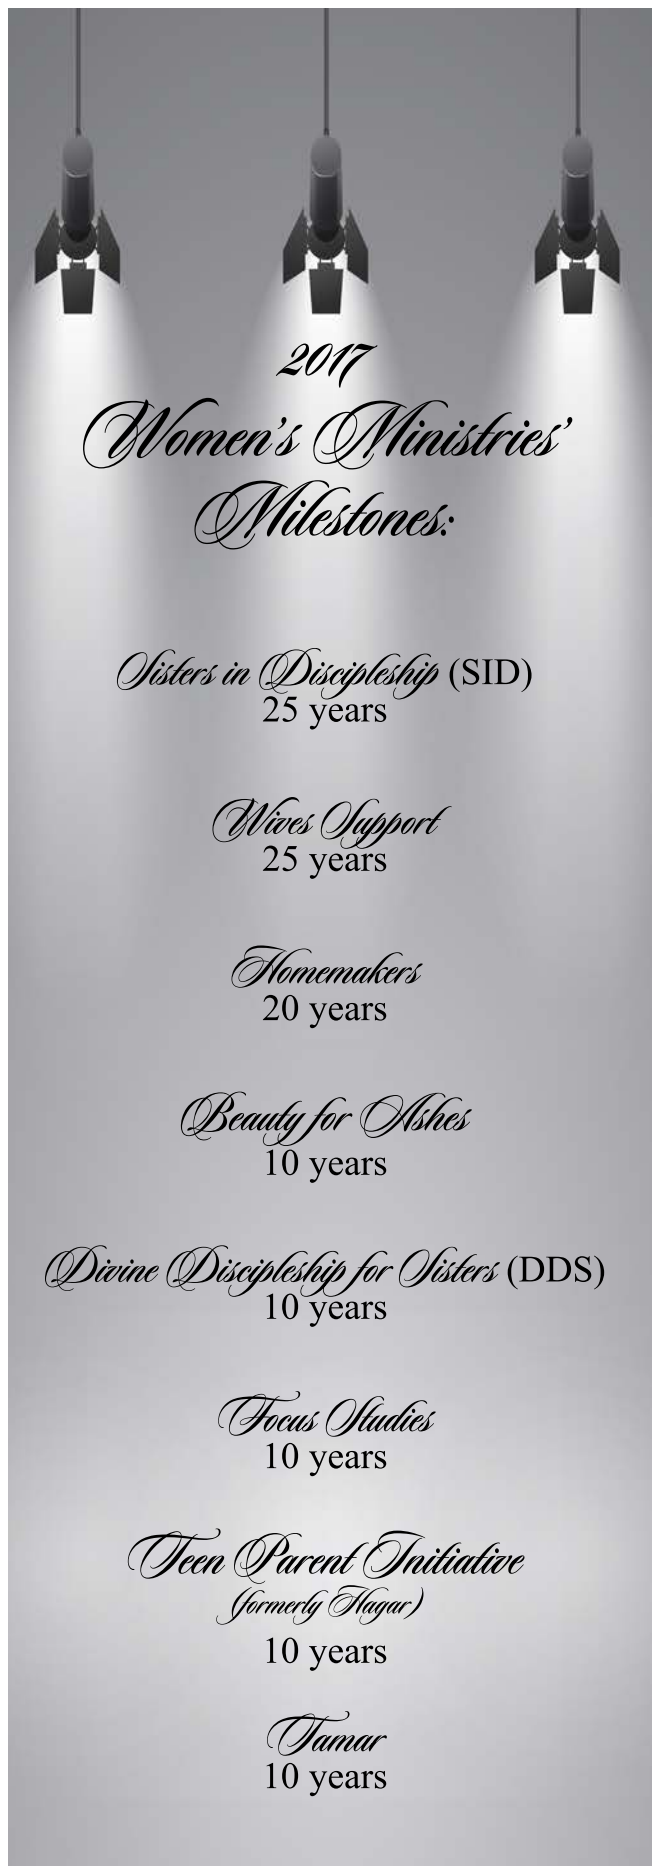 2017
Women's Ministries'
Milestones:
Sisters in Discipleship (SID)
25 years
Wives Support
25 years
Homemakers
20 years
Beauty for Ashes
10 years
Divine Discipleship for Sisters (DDS)
10 years
Focus Studies
10 years
Teen Parent Initiative
(formerly Hagar)
10 years
Tamar
10 years